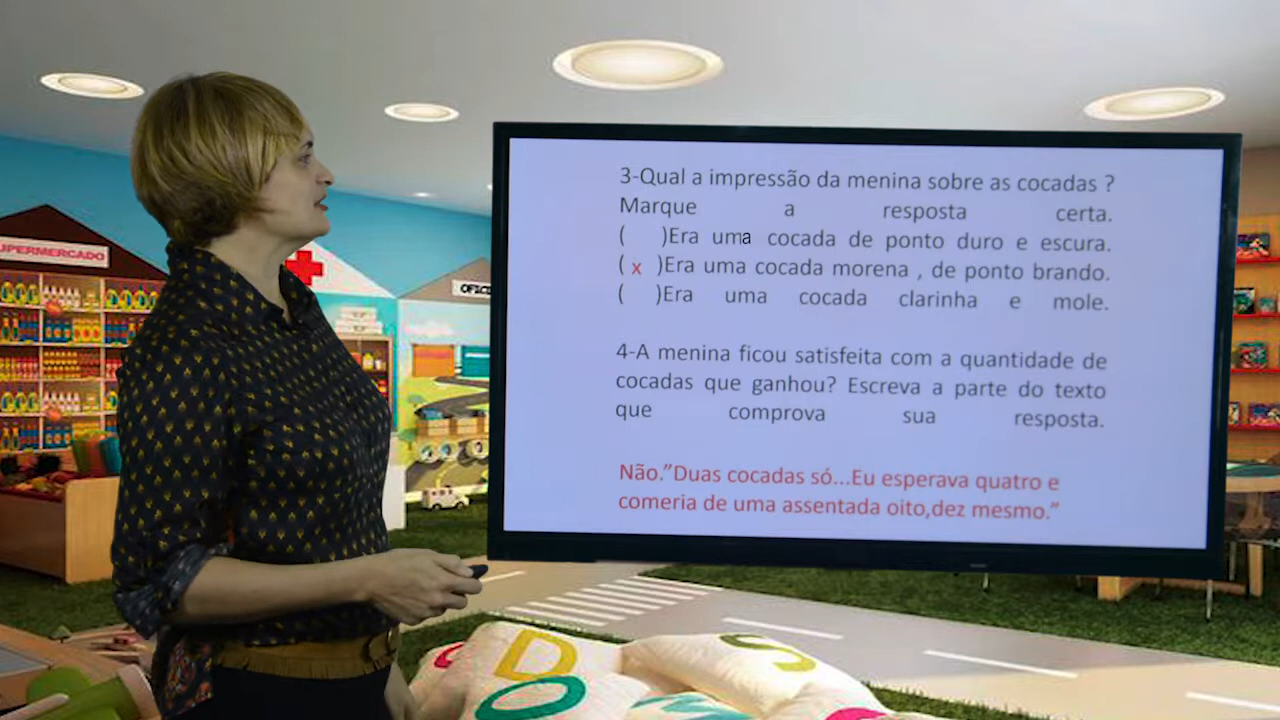 3-Qual a impressão da menina sobre as cocadas ?
Marque a resposta certa.
( )Era uma cocada de ponto duro e escura.
( x )Era uma cocada morena , de ponto brando.
( )Era uma cocada clarinha e mole.
4-A menina ficou satisfeita com a quantidade de
cocadas que ganhou? Escreva a parte do texto
que comprova sua resposta.
Não.”Duas cocadas só...Eu esperava quatro e
comeria de uma assentada oito,dez mesmo.”
UPERMERCADO
OFICI
D
S
O